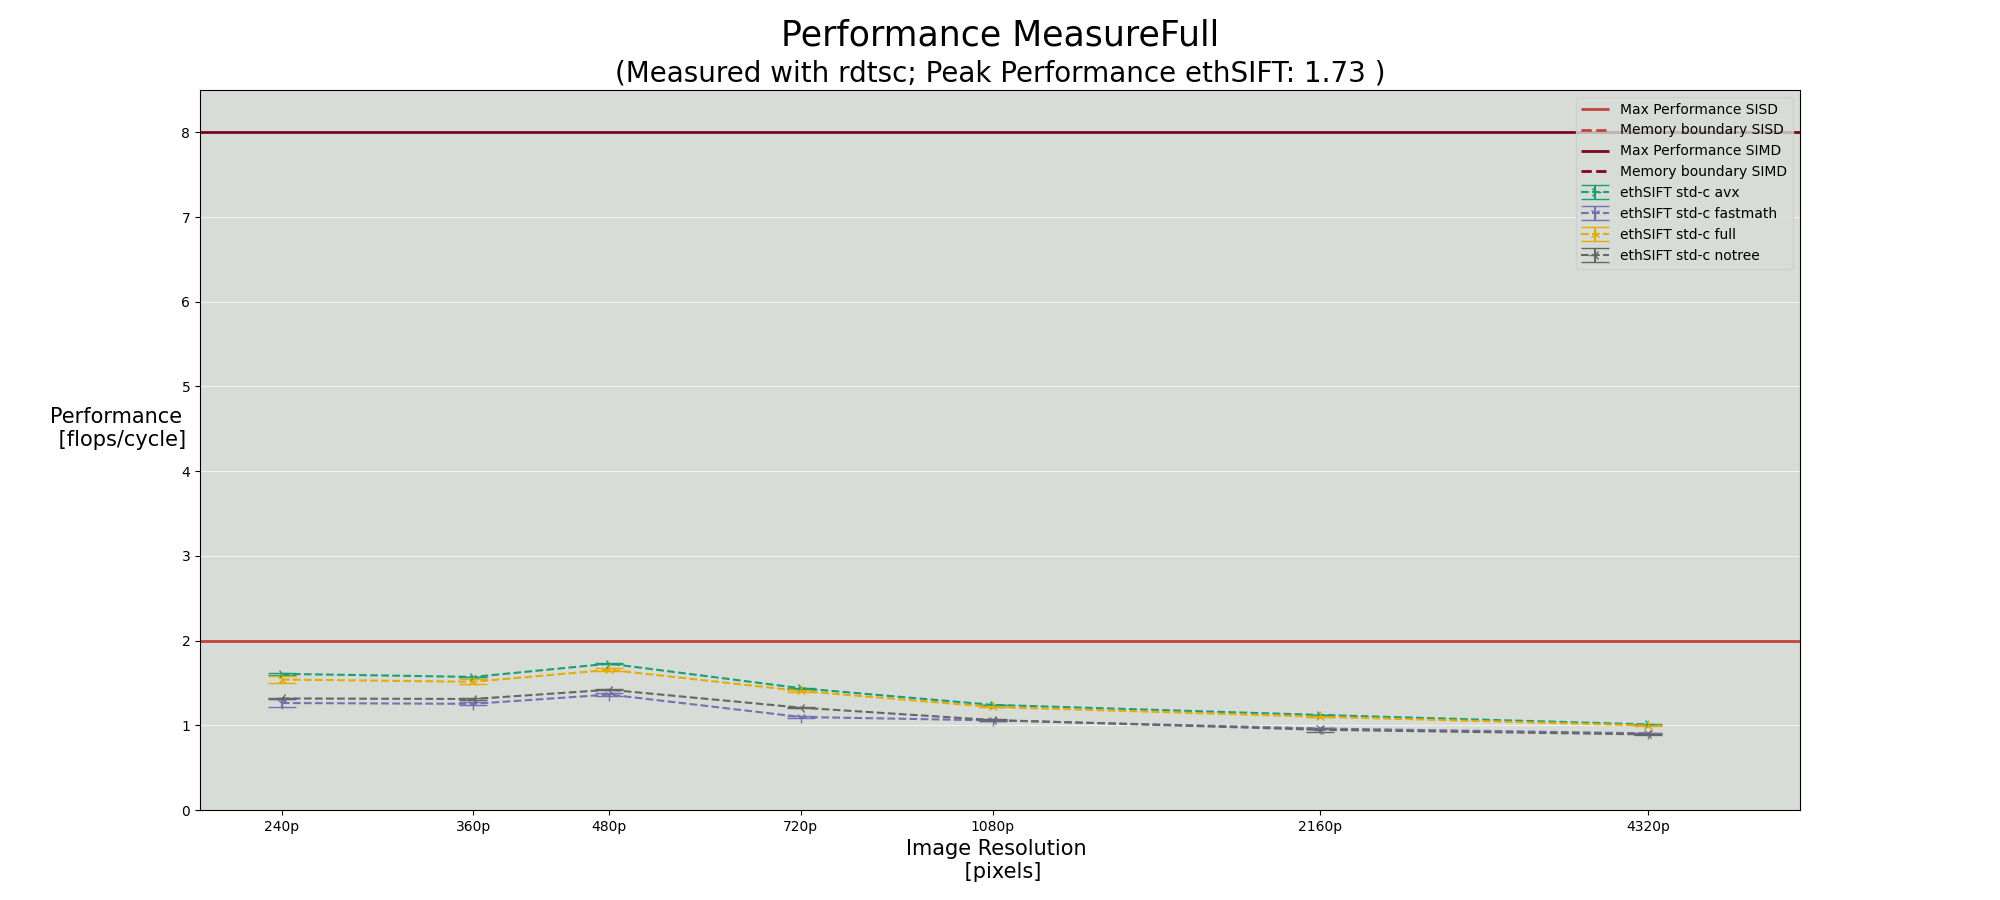 Performance MeasureFull
(Measured with rdtsc; Peak Performance ethSIFT: 1.73 )
Max Performance SISD
Memory boundary SISD
Max Performance SIMD
Memory boundary SIMD
ethSIFT std-c avx
ethSIFT std-c fastmath
ethSIFT std-c full
ethSIFT std-c notree
8
7
6
5
4
3
2
1
0
Performance
[flops/cycle]
240p 360p 480p 720p 1080p 2160p 4320p
Image Resolution
[pixels]